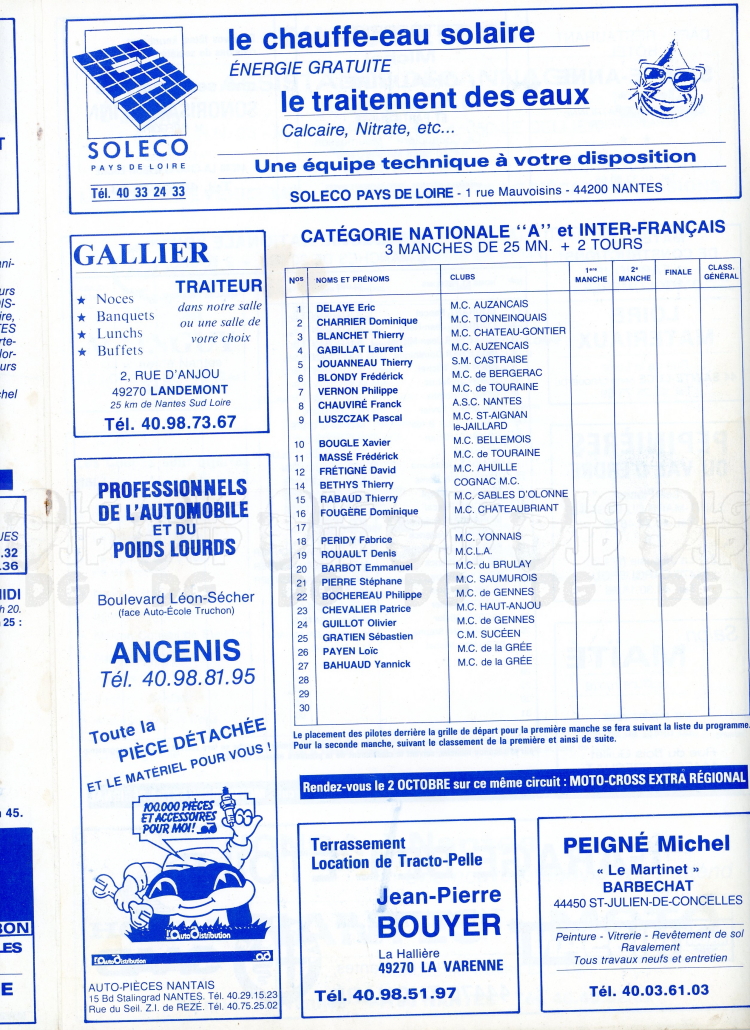 le chauffe-eau solaire
ÉNERGIE GRATUITE
le traitement des eaux
Calcaire, Nitrate, etc...
SOLECO
PAYS DE LOIRE
Tél. 40 33 24 33
Une équipe technique à votre disposition
SOLECO PAYS DE LOIRE - 1 rue Mauvoisins - 44200 NANTES
GALLIER
TRAITEUR
★ Noces
★ Banquets
★ Lunchs
★ Buffets
dans notre salle
ou une salle de
votre choix
2, RUE D'ANJOU
49270 LANDEMONT
25 km de Nantes Sud Loire
Tél. 40.98.73.67
PROFESSIONNELS
DE L'AUTOMOBILE
ET DU
POIDS LOURDS
Boulevard Léon-Sécher
(face Auto-École Truchon)
ANCENIS
Tél. 40.98.81.95
Toute la
PIÈCE DÉTACHÉE
ET LE MATÉRIEL POUR VOUS !
100.000 PIÈCES
ET ACCESSOIRES
POUR MOI!
l'AutoDistribution
l'AutoDistribution
AUTO-PIÈCES NANTAIS
15 Bd Stalingrad NANTES. Tél. 40.29.15.23
Rue du Seil. Z.I. de REZÉ. Tél. 40.75.25.02
CATÉGORIE NATIONALE "A" et INTER-FRANÇAIS
3 MANCHES DE 25 MN. + 2 TOURS
Nos NOMS ET PRÉNOMS CLUBS 1ère MANCHE 2e MANCHE FINALE CLASS. GÉNÉRAL
1 DELAYE Eric M.C. AUZANCAIS
2 CHARRIER Dominique M.C. TONNEINQUAIS
3 BLANCHET Thierry M.C. CHATEAU-GONTIER
4 GABILLAT Laurent M.C. AUZENCAIS
5 JOUANNEAU Thierry S.M. CASTRAISE
6 BLONDY Frédérick M.C. de BERGERAC
7 VERNON Philippe M.C. de TOURAINE
8 CHAUVIRÉ Franck A.S.C. NANTES
9 LUSZCZAK Pascal M.C. ST-AIGNAN
le-JAILLARD
10 BOUGLE Xavier M.C. BELLEMOIS
11 MASSÉ Frédérick M.C. de TOURAINE
12 FRÉTIGNÉ David M.C. AHUILLE
14 BETHYS Thierry COGNAC M.C.
15 RABAUD Thierry M.C. SABLES D'OLONNE
16 FOUGÈRE Dominique M.C. CHATEAUBRIANT
17
18 PERIDY Fabrice M.C. YONNAIS
19 ROUAULT Denis M.C.L.A.
20 BARBOT Emmanuel M.C. du BRULAY
21 PIERRE Stéphane M.C. SAUMUROIS
22 BOCHEREAU Philippe M.C. de GENNES
23 CHEVALIER Patrice M.C. HAUT-ANJOU
24 GUILLOT Olivier M.C. de GENNES
25 GRATIEN Sébastien C.M. SUCÉEN
26 PAYEN Loïc M.C. de la GRÉE
27 BAHUAUD Yannick M.C. de la GRÉE
28
29
30
Le placement des pilotes derrière la grille de départ pour la première manche se fera suivant la liste du programme.
Pour la seconde manche, suivant le classement de la première et ainsi de suite.
Rendez-vous le 2 OCTOBRE sur ce même circuit : MOTO-CROSS EXTRA RÉGIONAL
Terrassement
Location de Tracto-Pelle
Jean-Pierre
BOUYER
La Hallière
49270 LA VARENNE
Tél. 40.98.51.97
PEIGNÉ Michel
« Le Martinet »
BARBECHAT
44450 ST-JULIEN-DE-CONCELLES
Peinture - Vitrerie - Revêtement de sol
Ravalement
Tous travaux neufs et entretien
Tél. 40.03.61.03